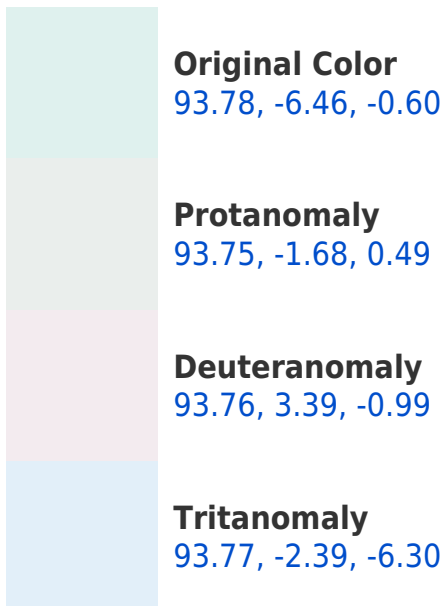 Original Color
93.78, -6.46, -0.60
Protanomaly
93.75, -1.68, 0.49
Deuteranomaly
93.76, 3.39, -0.99
Tritanomaly
93.77, -2.39, -6.30